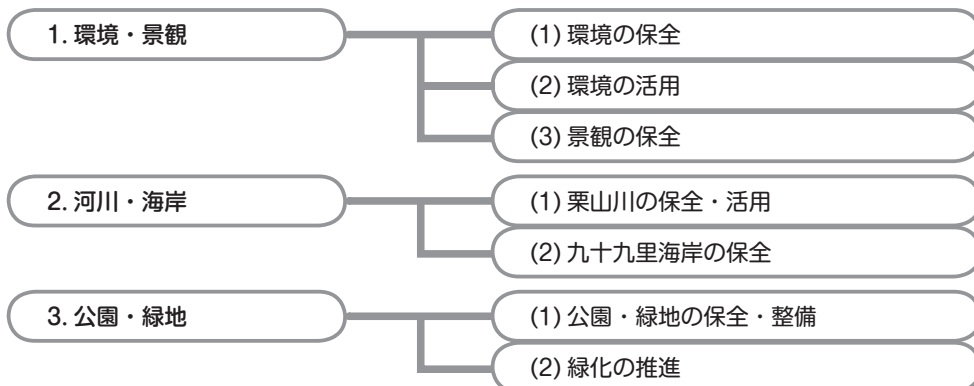 1. 環境・景観
(1) 環境の保全
(2) 環境の活用
(3) 景観の保全
2. 河川・海岸
(1) 栗山川の保全・活用
(2) 九十九里海岸の保全
3. 公園・緑地
(1) 公園・緑地の保全・整備
(2) 緑化の推進